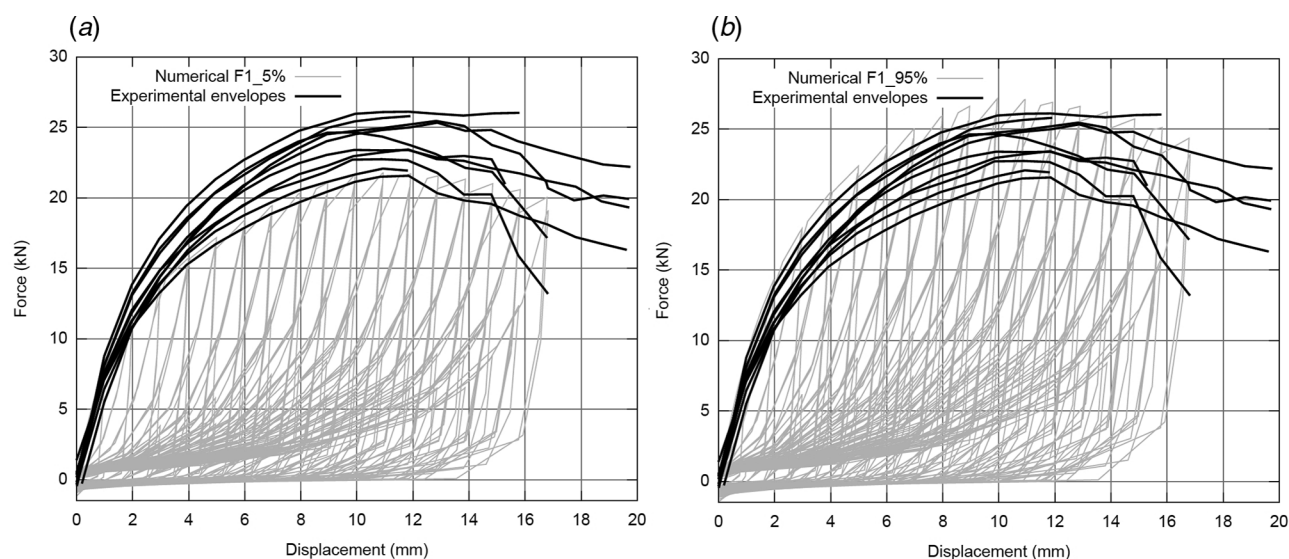 (a)
30
25
20
15
10
5
0
Force (kN)
Numerical F1_5%
Experimental envelopes
0 2 4 6 8 10 12 14 16 18 20
Displacement (mm)
(b)
30
25
20
15
10
5
0
Force (kN)
Numerical F1_95%
Experimental envelopes
0 2 4 6 8 10 12 14 16 18 20
Displacement (mm)